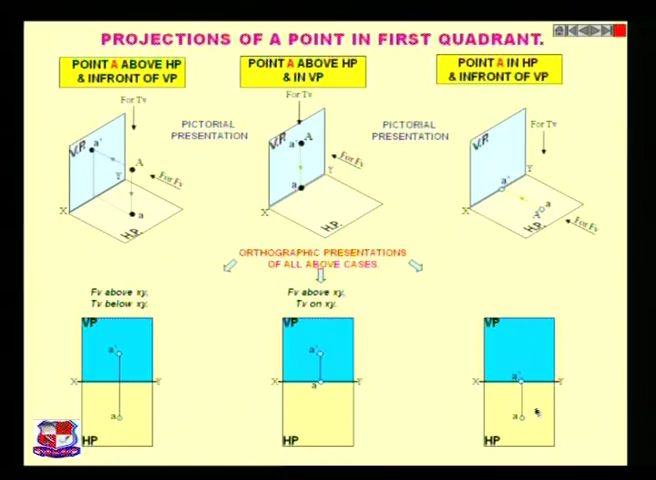 PROJECTIONS OF A POINT IN FIRST QUADRANT.
POINT A ABOVE HP
& INFRONT OF VP
POINT A ABOVE HP
& IN VP
POINT A IN HP
& INFRONT OF VP
For Tv
For Tv
For Tv
PICTORIAL
PRESENTATION
PICTORIAL
PRESENTATION
V.P.
a'
A
Y
For Fv
X
a
H.P.
V.P.
a'
A
Y
For Fv
X
a
H.P.
V.P.
Y
a'
a
For Fv
X
H.P.
ORTHOGRAPHIC PRESENTATIONS
OF ALL ABOVE CASES.
Fv above xy,
Tv below xy.
Fv above xy,
Tv on xy.
VP
a'
X
Y
a
HP
VP
a'
X
Y
a
HP
VP
a'
X
Y
a
HP